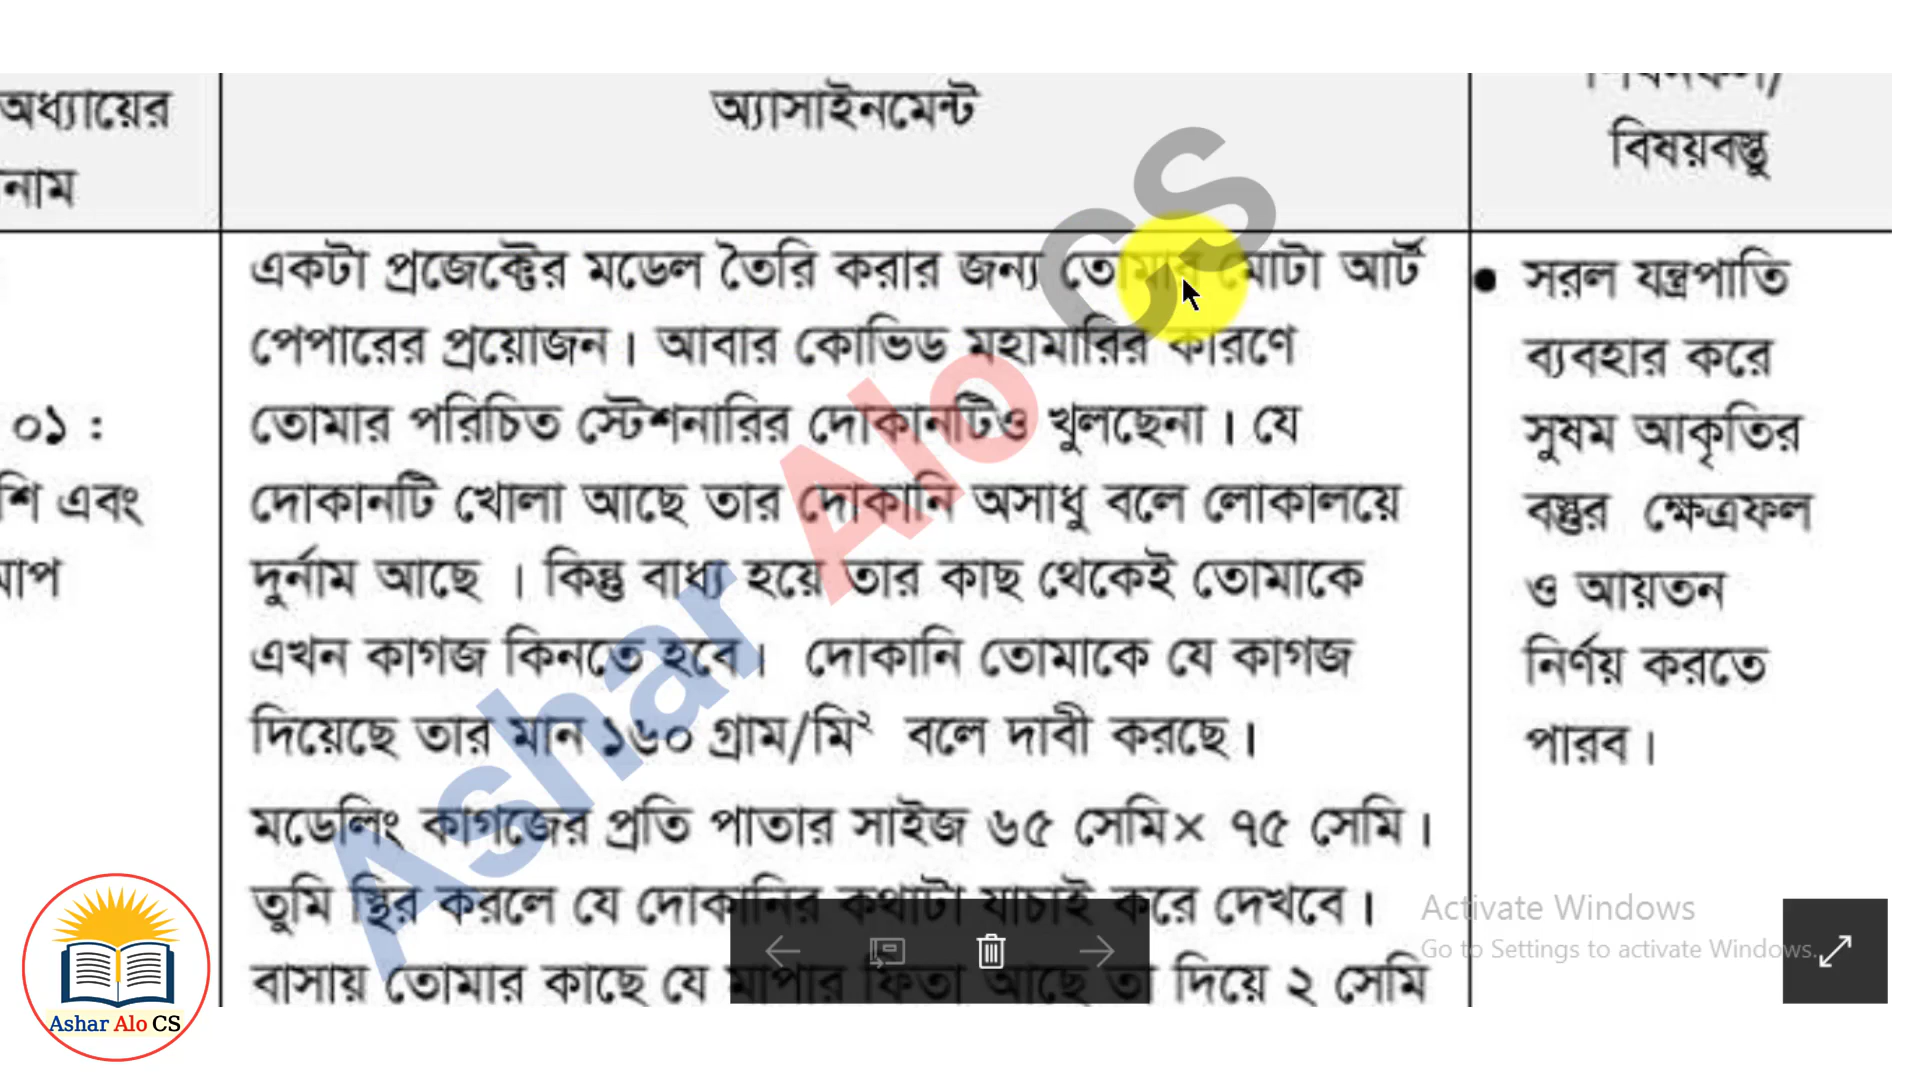 অধ্যায়ের
নাম
০১ :
এবং
অ্যাসাইনমেন্ট
একটা প্রজেক্টের মডেল তৈরি করার জন্য তোমার মোটা আর্ট
পেপারের প্রয়োজন। আবার কোভিড মহামারির কারণে
তোমার পরিচিত স্টেশনারির দোকানটিও খুলছেনা। যে
দোকানটি খোলা আছে তার দোকানি অসাধু বলে লোকালয়ে
দুর্নাম আছে । কিন্তু বাধ্য হয়ে তার কাছ থেকেই তোমাকে
এখন কাগজ কিনতে হবে। দোকানি তোমাকে যে কাগজ
দিয়েছে তার মান ১৬০ গ্রাম/মি² বলে দাবী করছে।
মডেলিং কাগজের প্রতি পাতার সাইজ ৬৫ সেমি× ৭৫ সেমি।
তুমি স্থির করলে যে দোকানির কথাটা যাচাই করে দেখবে।
বাসায় তোমার কাছে যে মাপার ফিতা আছে তা দিয়ে ২ সেমি
বিষয়বস্তু
● সরল যন্ত্রপাতি
ব্যবহার করে
সুষম আকৃতির
বস্তুর ক্ষেত্রফল
ও আয়তন
নির্ণয় করতে
পারব।
Ashar Alo CS
Activate Windows
Go to Settings to activate Windows.
Ashar Alo CS